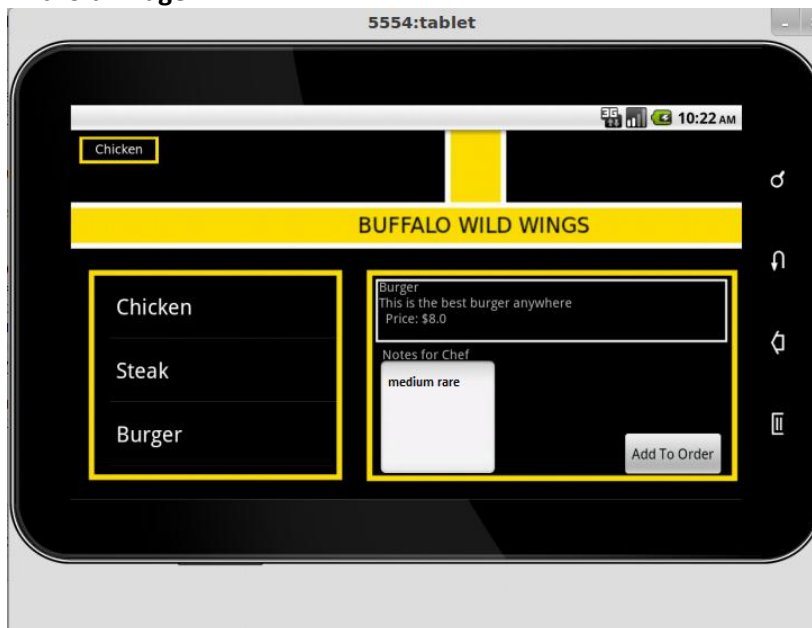 5554:tablet
3G
10:22 AM
Chicken
BUFFALO WILD WINGS
Chicken
Steak
Burger
Burger
This is the best burger anywhere
Price: $8.0
Notes for Chef
medium rare
Add To Order